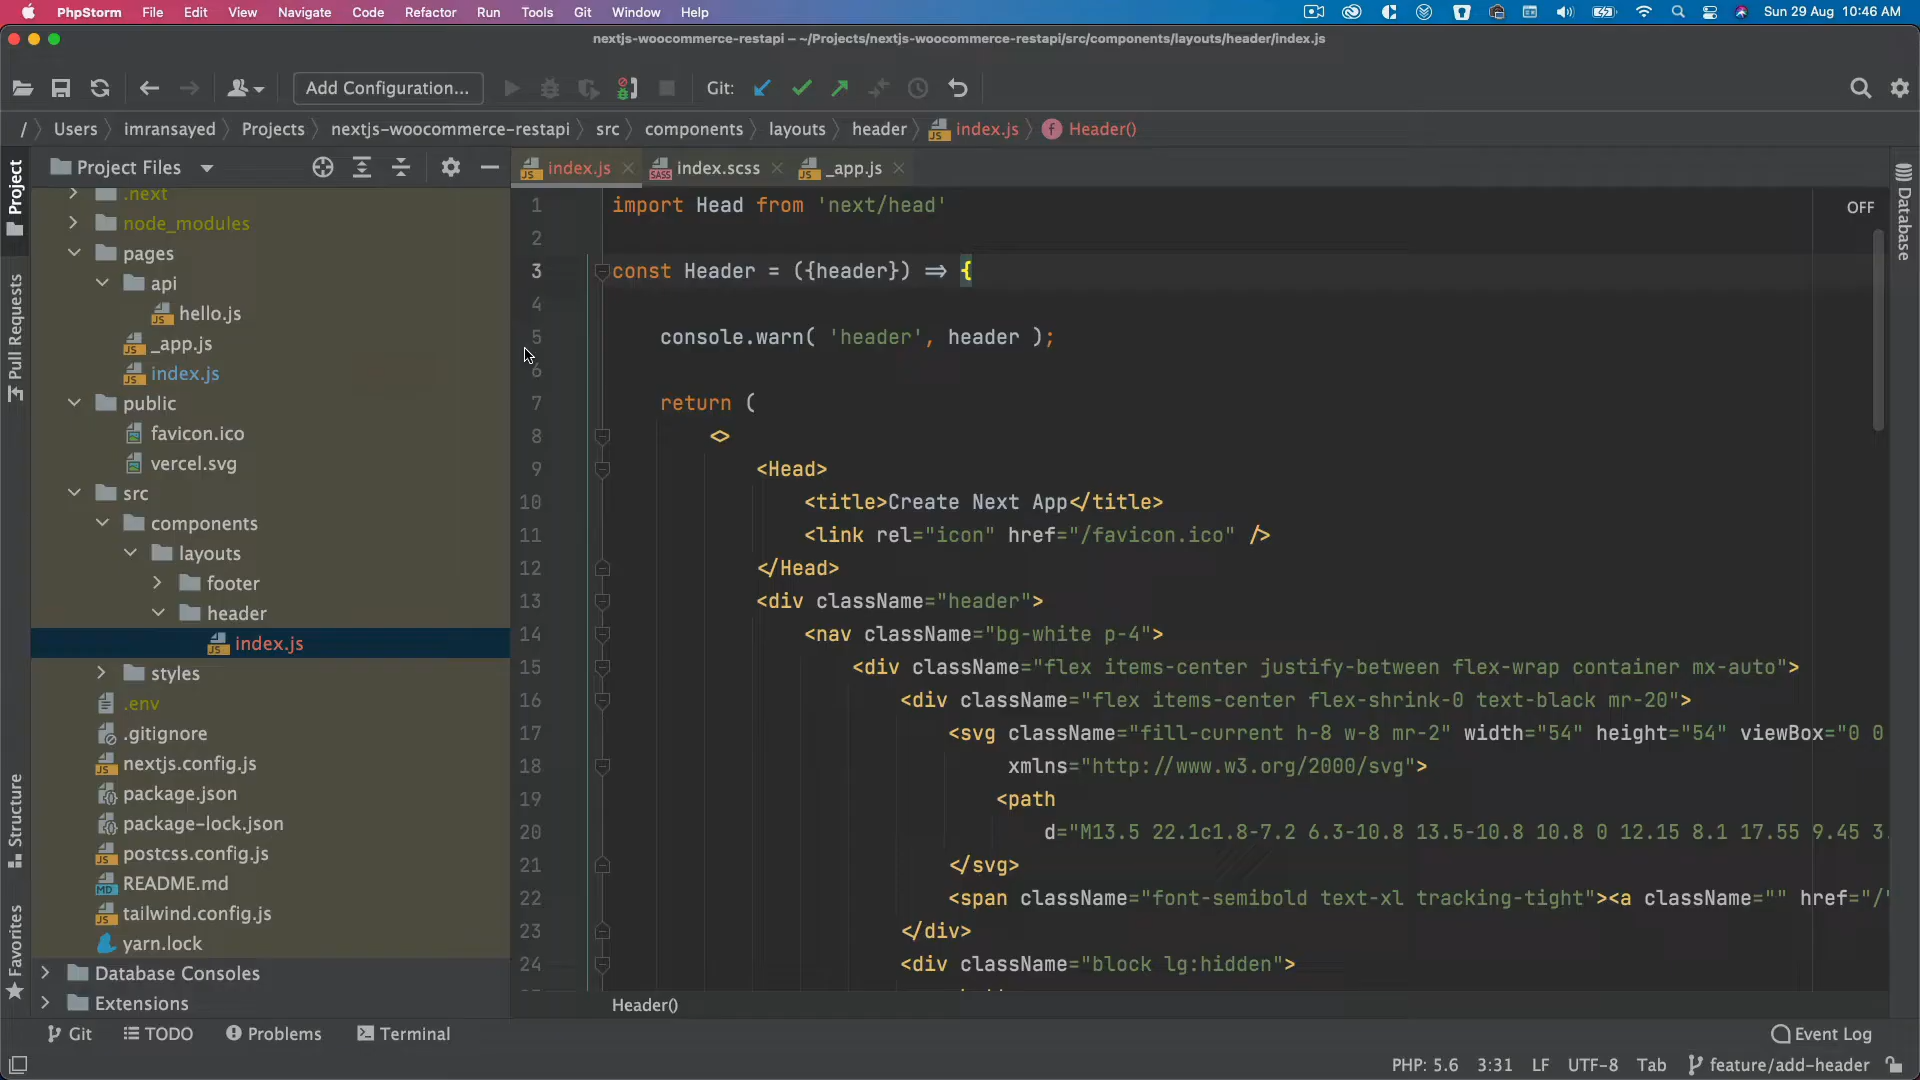 PhpStorm File Edit View Navigate Code Refactor Run Tools Git Window Help Sun 29 Aug 10:46 AM
nextjs-woocommerce-restapi – ~/Projects/nextjs-woocommerce-restapi/src/components/layouts/header/index.js
Add Configuration... Git:
/ Users imransayed Projects nextjs-woocommerce-restapi src components layouts header index.js Header()
Project Files
index.js index.scss _app.js
Project
Pull Requests
Structure
Favorites
Database
OFF
.next
node_modules
pages
api
hello.js
_app.js
index.js
public
favicon.ico
vercel.svg
src
components
layouts
footer
header
index.js
styles
.env
.gitignore
nextjs.config.js
package.json
package-lock.json
postcss.config.js
README.md
tailwind.config.js
yarn.lock
Database Consoles
Extensions
1 import Head from 'next/head'
2
3 const Header = ({header}) => {
4
5 console.warn( 'header', header );
6
7 return (
8 <>
9 <Head>
10 <title>Create Next App</title>
11 <link rel="icon" href="/favicon.ico" />
12 </Head>
13 <div className="header">
14 <nav className="bg-white p-4">
15 <div className="flex items-center justify-between flex-wrap container mx-auto">
16 <div className="flex items-center flex-shrink-0 text-black mr-20">
17 <svg className="fill-current h-8 w-8 mr-2" width="54" height="54" viewBox="0 0
18 xmlns="http://www.w3.org/2000/svg">
19 <path
20 d="M13.5 22.1c1.8-7.2 6.3-10.8 13.5-10.8 10.8 0 12.15 8.1 17.55 9.45 3.
21 </svg>
22 <span className="font-semibold text-xl tracking-tight"><a className="" href="/"
23 </div>
24 <div className="block lg:hidden">
Header()
Git TODO Problems Terminal Event Log
PHP: 5.6 3:31 LF UTF-8 Tab feature/add-header